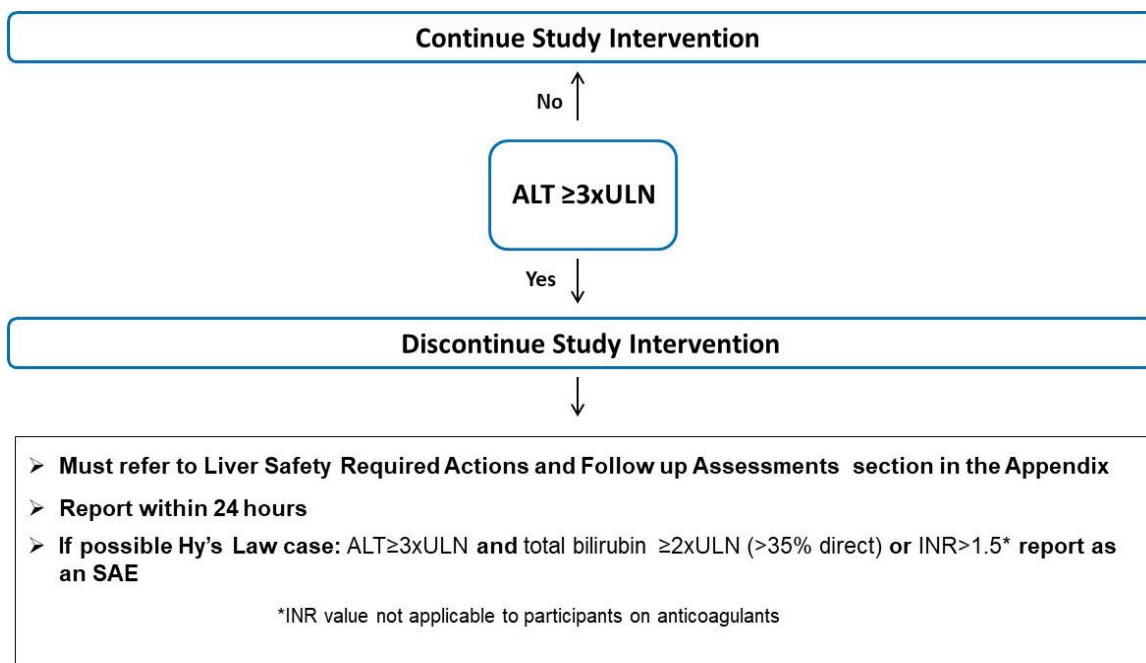 Continue Study Intervention
No
ALT ≥3xULN
Yes
Discontinue Study Intervention
➢ Must refer to Liver Safety Required Actions and Follow up Assessments section in the Appendix
➢ Report within 24 hours
➢ If possible Hy's Law case: ALT≥3xULN and total bilirubin ≥2xULN (>35% direct) or INR>1.5* report as
an SAE
*INR value not applicable to participants on anticoagulants